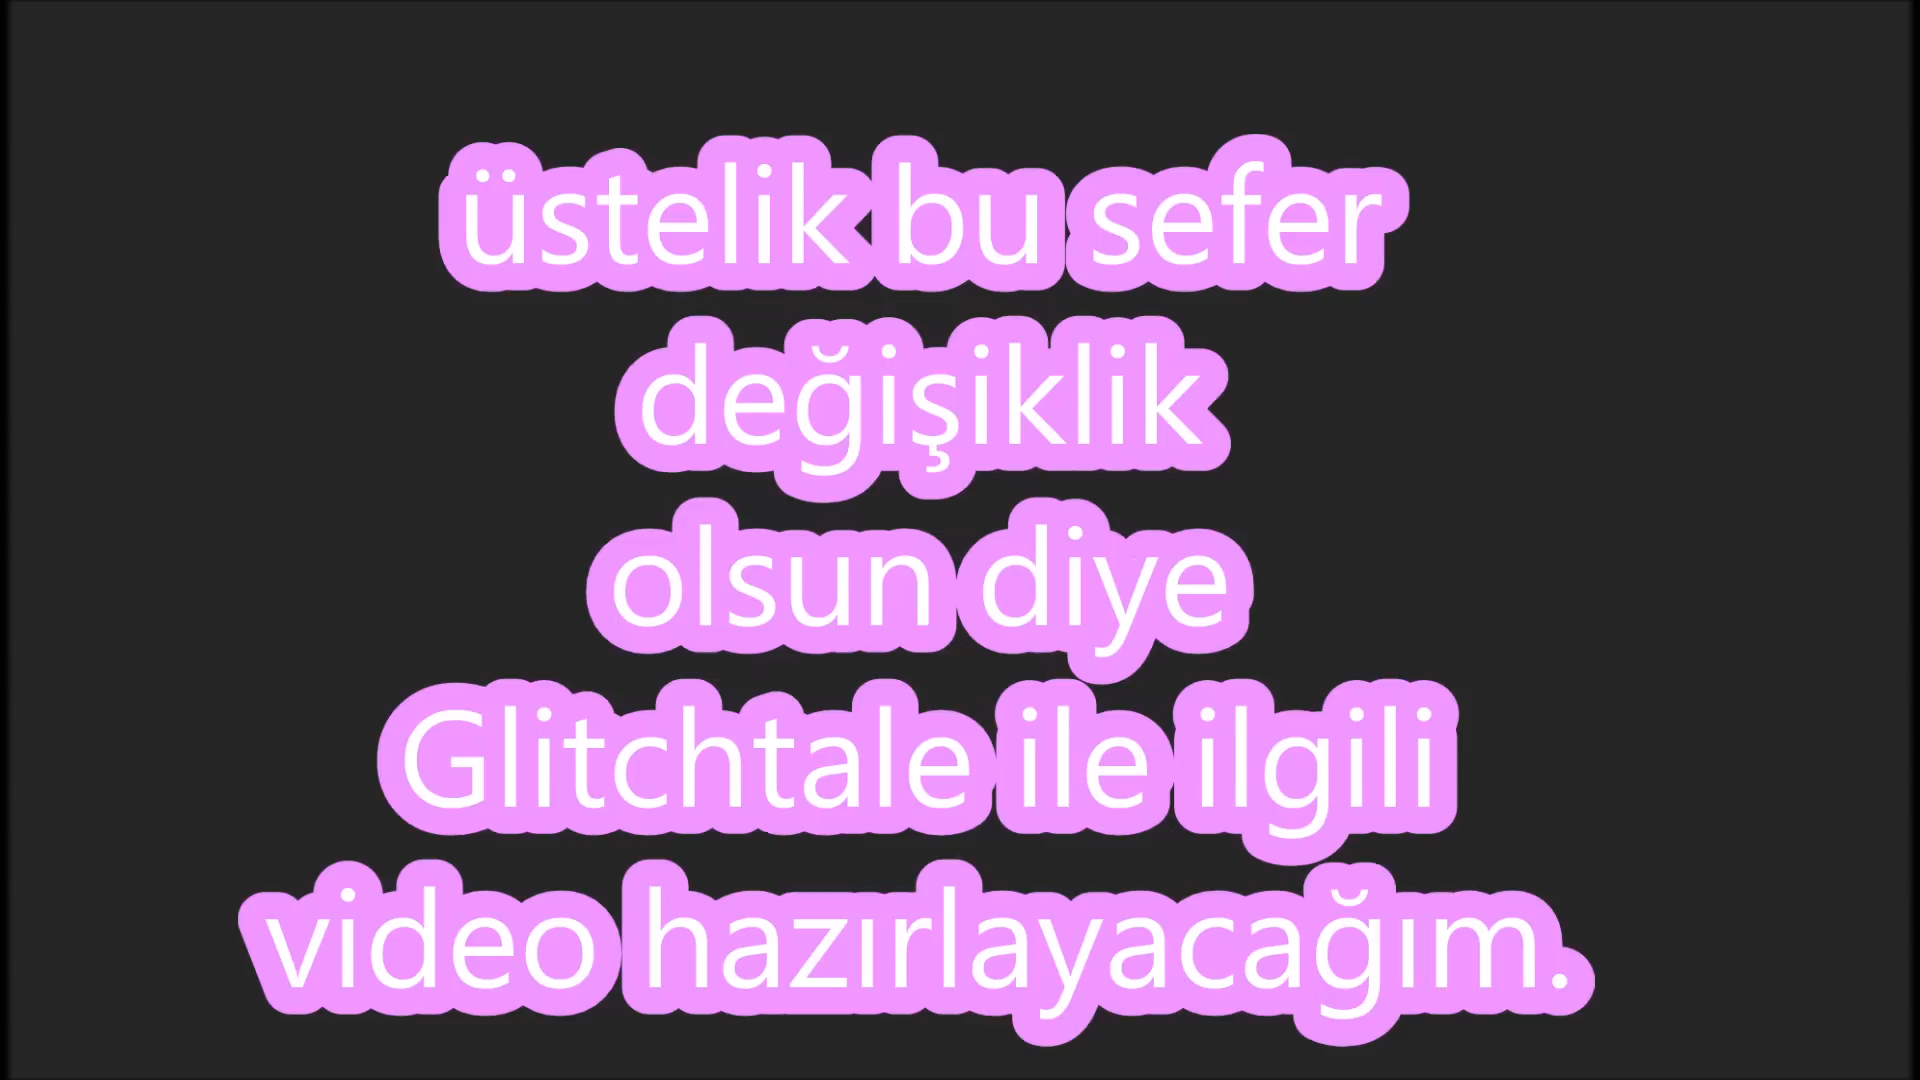 üstelik bu sefer
değişiklik
olsun diye
Glitchtale ile ilgili
video hazırlayacağım.